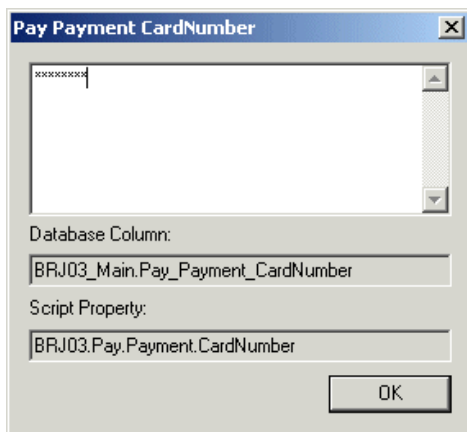 Pay Payment CardNumber
xxxxxxxx
Database Column:
BRJ03_Main.Pay_Payment_CardNumber
Script Property:
BRJ03.Pay.Payment.CardNumber
OK